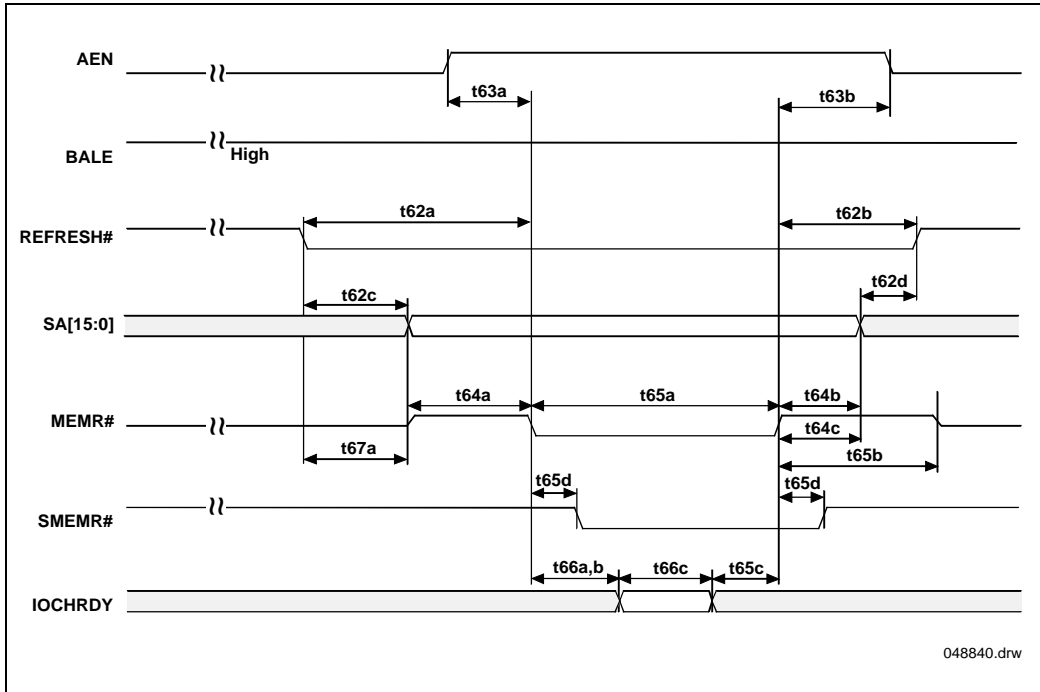 AEN
t63a
t63b
BALE
High
t62a
t62b
REFRESH#
t62c
t62d
SA[15:0]
t64a
t65a
t64b
MEMR#
t67a
t64c
t65b
t65d
t65d
SMEMR#
t66a,b
t66c
t65c
IOCHRDY
048840.drw